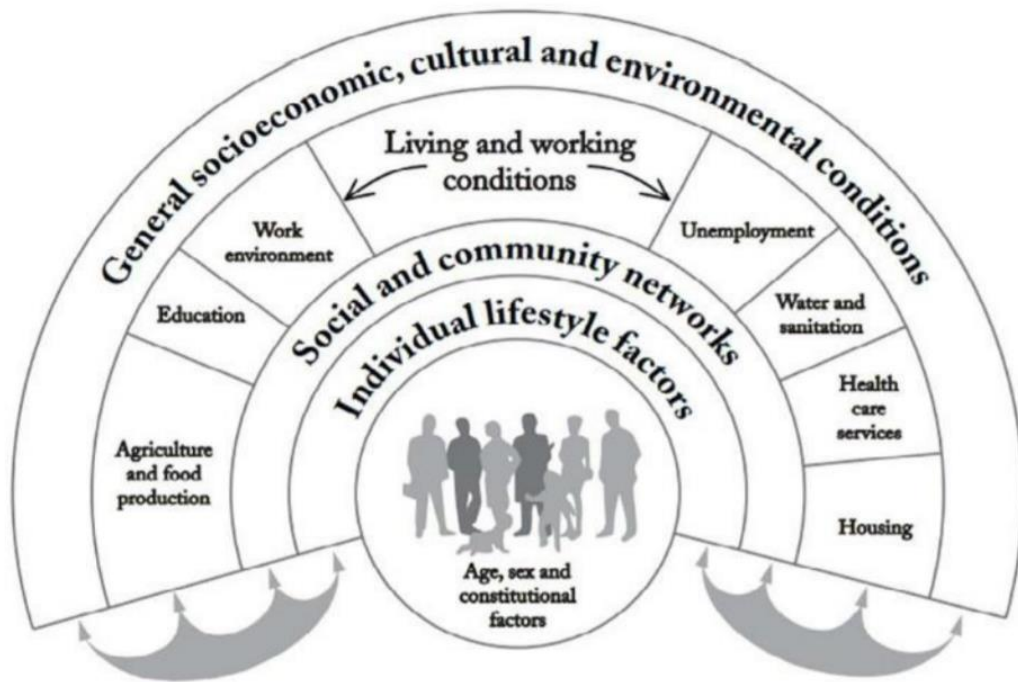 General socioeconomic, cultural and environmental conditions
Living and working
conditions
Work
environment
Unemployment
Education
Water and
sanitation
Agriculture
and food
production
Health
care
services
Housing
Social and community networks
Individual lifestyle factors
Age, sex and
constitutional
factors